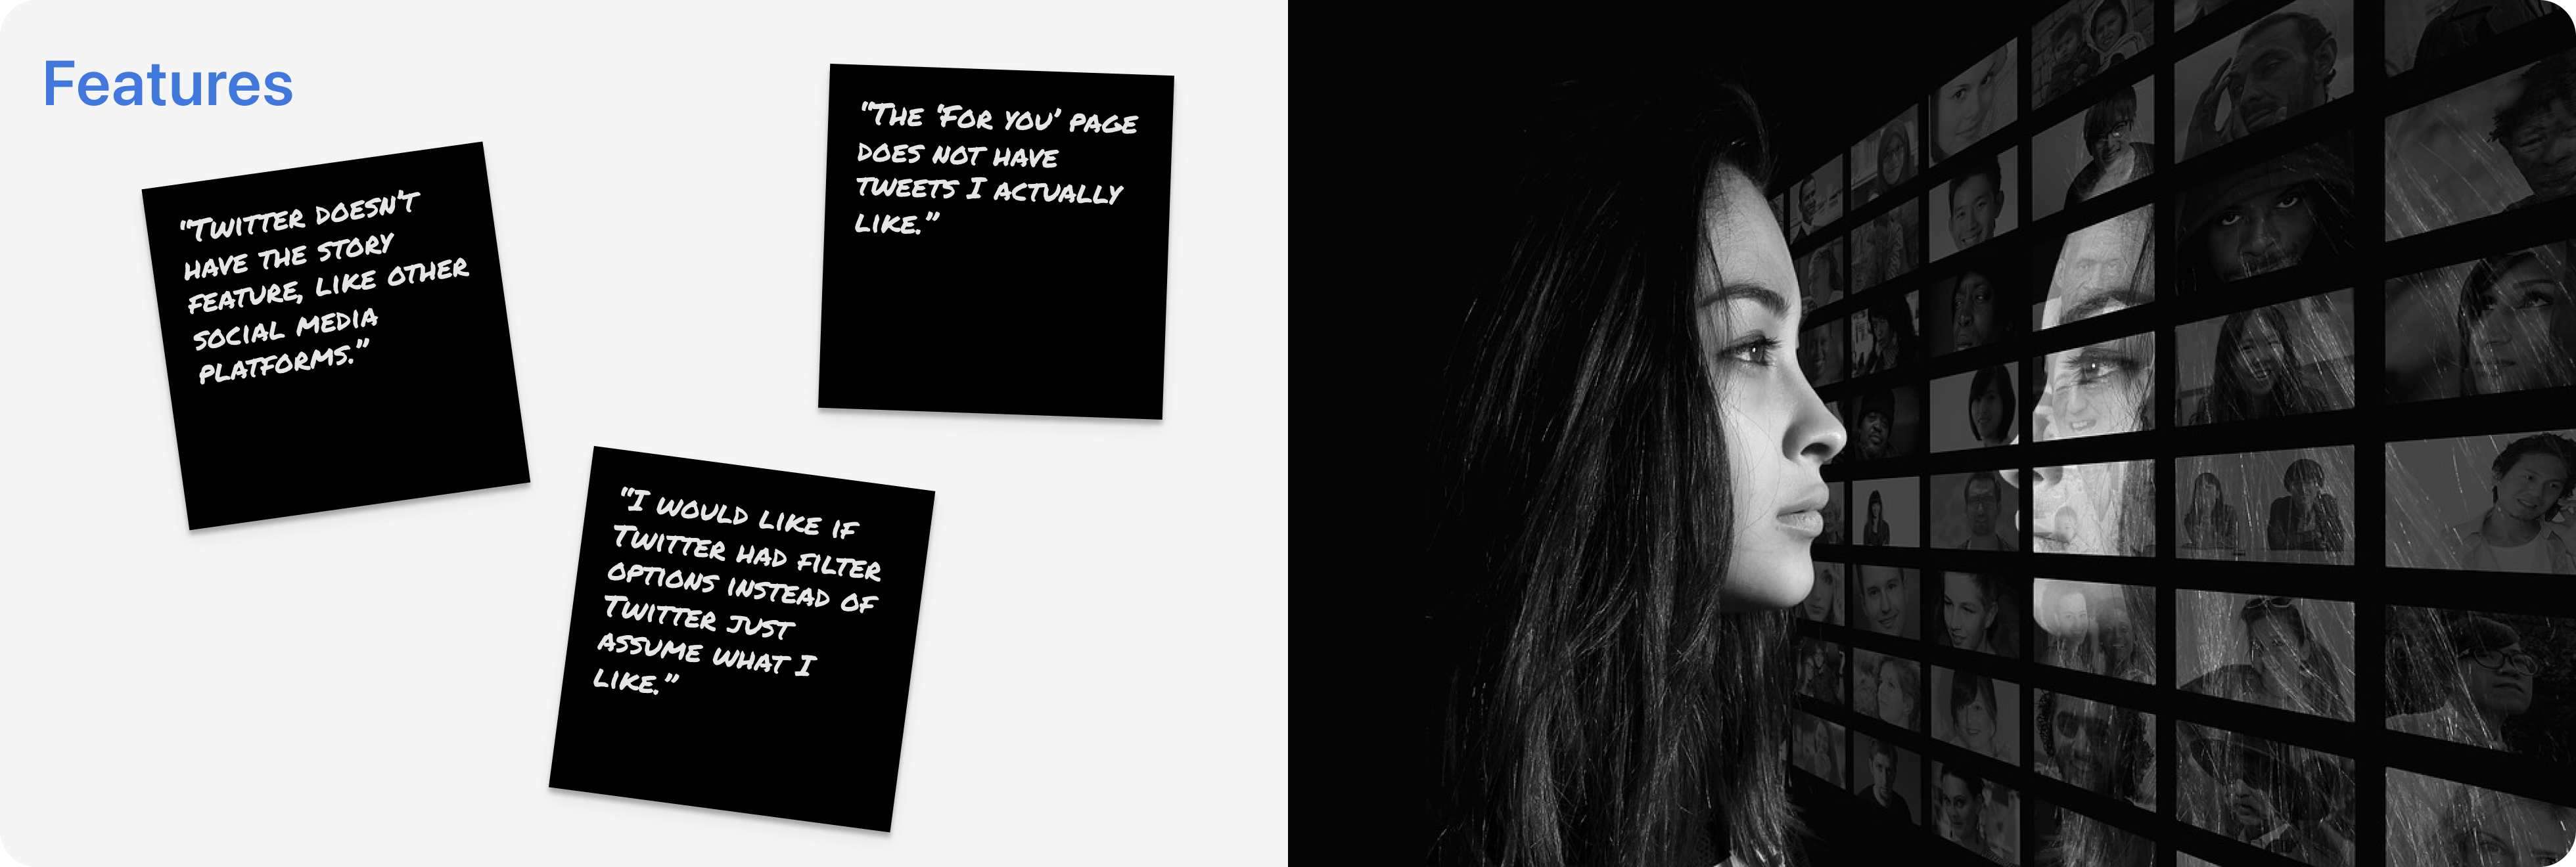 Features
"Twitter doesn't
have the story
feature, like other
social media
platforms."
"The 'For you' page
does not have
tweets I actually
like."
"I would like if
Twitter had filter
options instead of
Twitter just
assume what I
like."